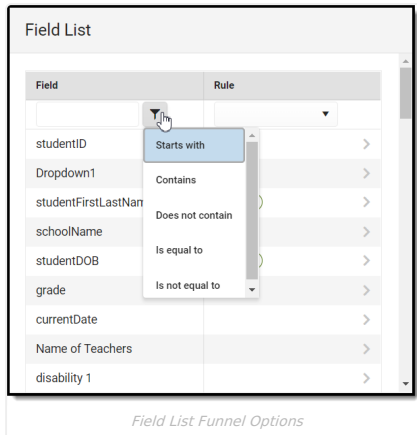 Field List
Field Rule
studentID
Starts with
Dropdown1
Contains
studentFirstLastNam
Does not contain
schoolName
Is equal to
studentDOB
Is not equal to
grade
currentDate
Name of Teachers
disability 1
Field List Funnel Options